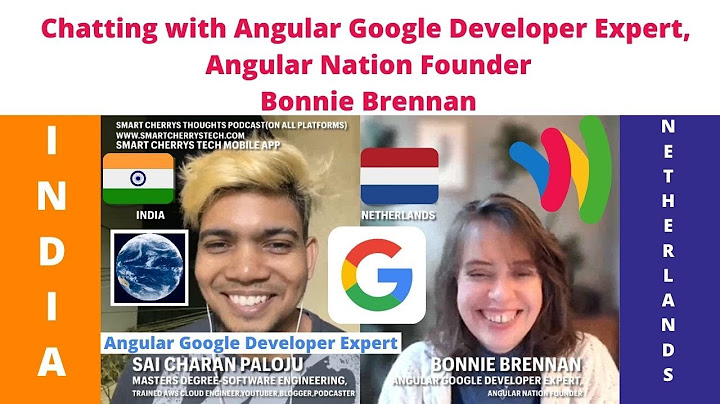 Chatting with Angular Google Developer Expert,
Angular Nation Founder
Bonnie Brennan
INDIA
SMART CHERRYS THOUGHTS PODCAST(ON ALL PLATFORMS)
WWW.SMARTCHERRYSTECH.COM
SMART CHERRYS TECH MOBILE APP
INDIA
NETHERLANDS
G
Angular Google Developer Expert
SAI CHARAN PALOJU
MASTERS DEGREE-SOFTWARE ENGINEERING,
TRAINED AWS CLOUD ENGINEER,YOUTUBER,BLOGGER,PODCASTER
BONNIE BRENNAN
ANGULAR GOOGLE DEVELOPER EXPERT,
ANGULAR NATION FOUNDER
NETHERLANDS